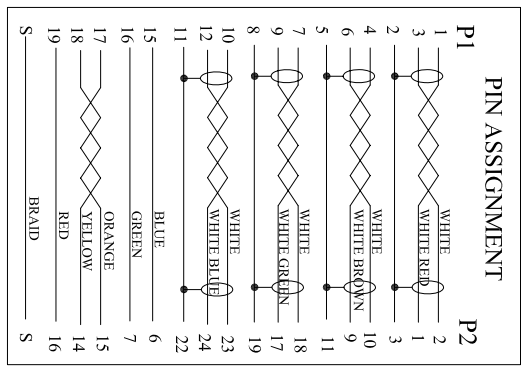 PIN ASSIGNMENT
P1 P2
1 WHITE 2
3 WHITE RED 1
2 3
4 WHITE 10
6 WHITE BROWN 9
5 11
7 WHITE 18
9 WHITE GREEN 17
8 19
10 WHITE 23
12 WHITE BLUE 24
11 22
15 BLUE 6
16 GREEN 7
17 ORANGE 15
18 YELLOW 14
19 RED 16
S BRAID S